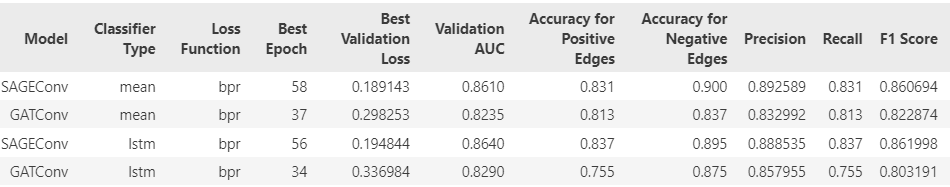 Model Classifier Type Loss Function Best Epoch Best Validation Loss Validation AUC Accuracy for Positive Edges Accuracy for Negative Edges Precision Recall F1 Score
SAGEConv mean bpr 58 0.189143 0.8610 0.831 0.900 0.892589 0.831 0.860694
GATConv mean bpr 37 0.298253 0.8235 0.813 0.837 0.832992 0.813 0.822874
SAGEConv lstm bpr 56 0.194844 0.8640 0.837 0.895 0.888535 0.837 0.861998
GATConv lstm bpr 34 0.336984 0.8290 0.755 0.875 0.857955 0.755 0.803191